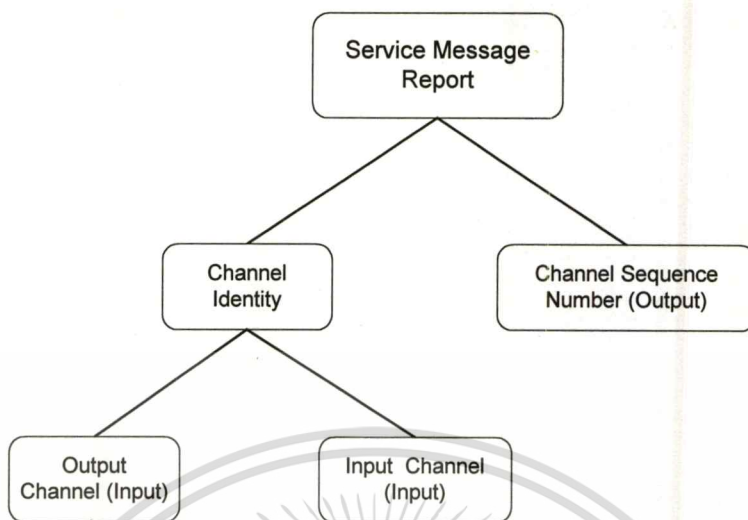 Service Message
Report
Channel
Identity
Channel Sequence
Number (Output)
Output
Channel (Input)
Input Channel
(Input)